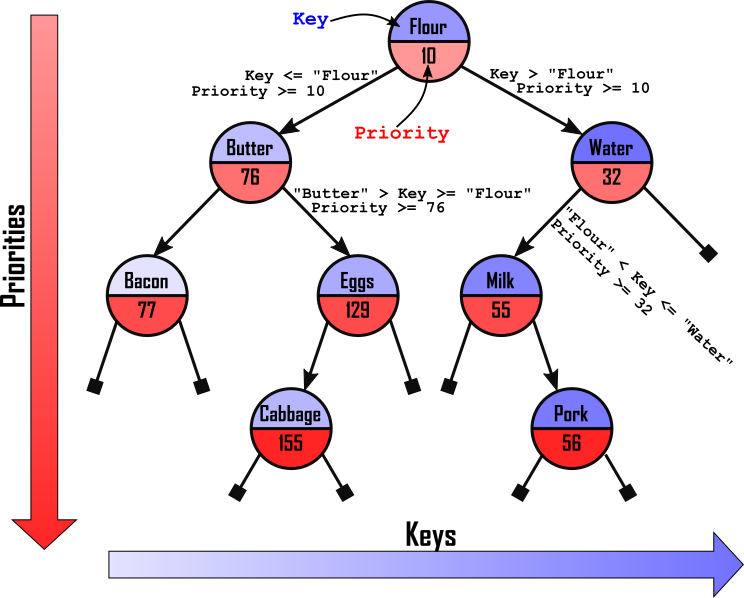 Key
Flour
10
Key <= "Flour"
Priority >= 10
Key > "Flour"
Priority >= 10
Priority
Butter
76
Water
32
"Butter" > Key >= "Flour"
Priority >= 76
"Flour" < Key <= "Water"
Priority >= 32
Priorities
Bacon
77
Eggs
129
Milk
55
Cabbage
155
Pork
56
Keys